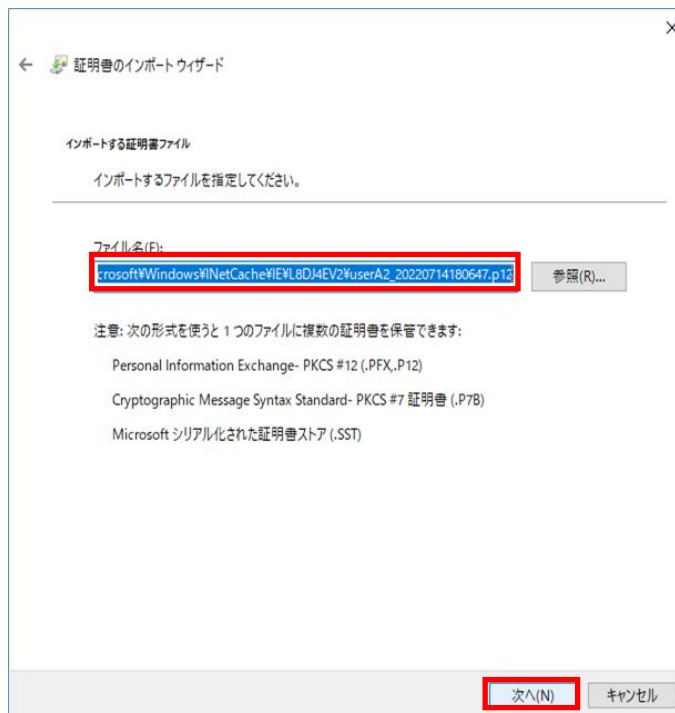 証明書のインポート ウィザード
インポートする証明書ファイル
インポートするファイルを指定してください。
ファイル名(F):
crosoft¥Windows¥INetCache¥IE¥L8DJ4EV2¥userA2_20220714180647.p12
参照(R)...
注意: 次の形式を使うと 1 つのファイルに複数の証明書を保管できます:
Personal Information Exchange- PKCS #12 (.PFX,.P12)
Cryptographic Message Syntax Standard- PKCS #7 証明書 (.P7B)
Microsoft シリアル化された証明書ストア (.SST)
次へ(N)
キャンセル